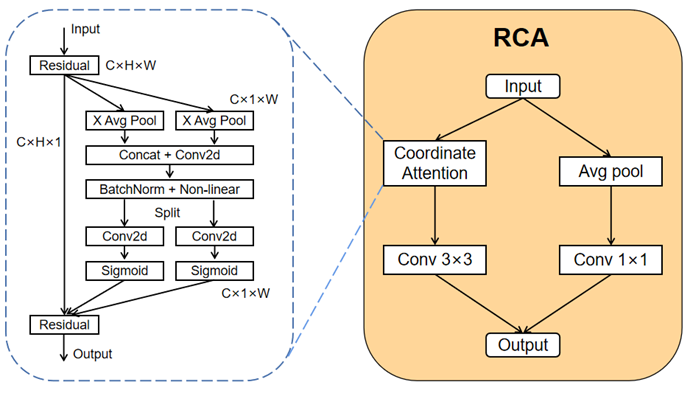 Input
Residual
C×H×W
C×1×W
X Avg Pool
X Avg Pool
C×H×1
Concat + Conv2d
BatchNorm + Non-linear
Split
Conv2d
Conv2d
Sigmoid
Sigmoid
C×1×W
Residual
Output
RCA
Input
Coordinate
Attention
Avg pool
Conv 3×3
Conv 1×1
Output